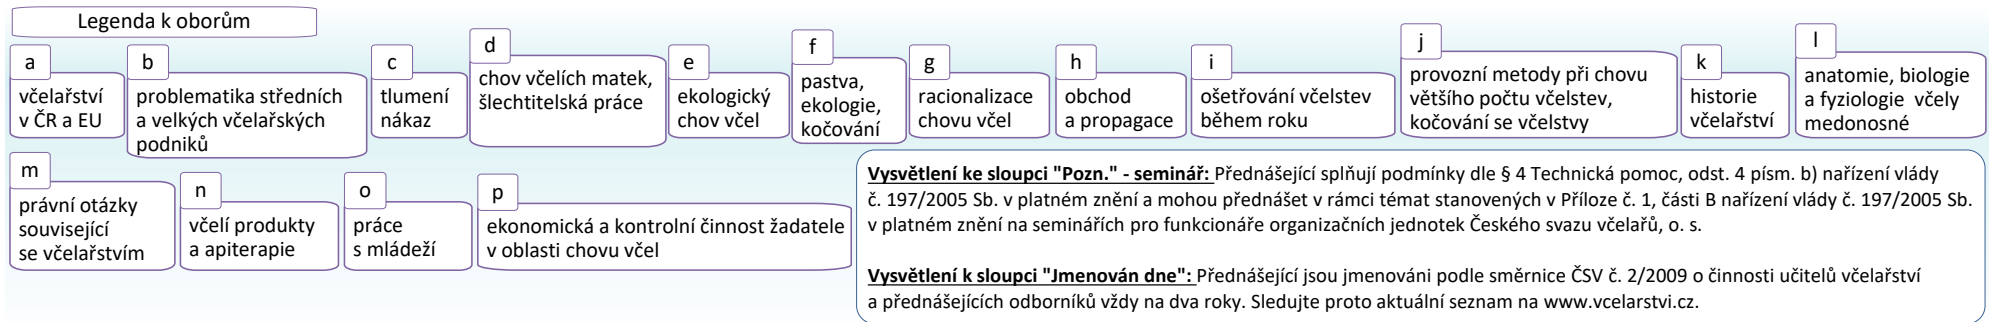 Legenda k oborům
a
včelařství
v ČR a EU
b
problematika středních
a velkých včelařských
podniků
c
tlumení
nákaz
d
chov včelích matek,
šlechtitelská práce
e
ekologický
chov včel
f
pastva,
ekologie,
kočování
g
racionalizace
chovu včel
h
obchod
a propagace
i
ošetřování včelstev
během roku
j
provozní metody při chovu
většího počtu včelstev,
kočování se včelstvy
k
historie
včelařství
l
anatomie, biologie
a fyziologie včely
medonosné
m
právní otázky
související
se včelařstvím
n
včelí produkty
a apiterapie
o
práce
s mládeží
p
ekonomická a kontrolní činnost žadatele
v oblasti chovu včel
Vysvětlení ke sloupci "Pozn." - seminář: Přednášející splňují podmínky dle § 4 Technická pomoc, odst. 4 písm. b) nařízení vlády
č. 197/2005 Sb. v platném znění a mohou přednášet v rámci témat stanovených v Příloze č. 1, části B nařízení vlády č. 197/2005 Sb.
v platném znění na seminářích pro funkcionáře organizačních jednotek Českého svazu včelařů, o. s.
Vysvětlení k sloupci "Jmenován dne": Přednášející jsou jmenováni podle směrnice ČSV č. 2/2009 o činnosti učitelů včelařství
a přednášejících odborníků vždy na dva roky. Sledujte proto aktuální seznam na www.vcelarstvi.cz.